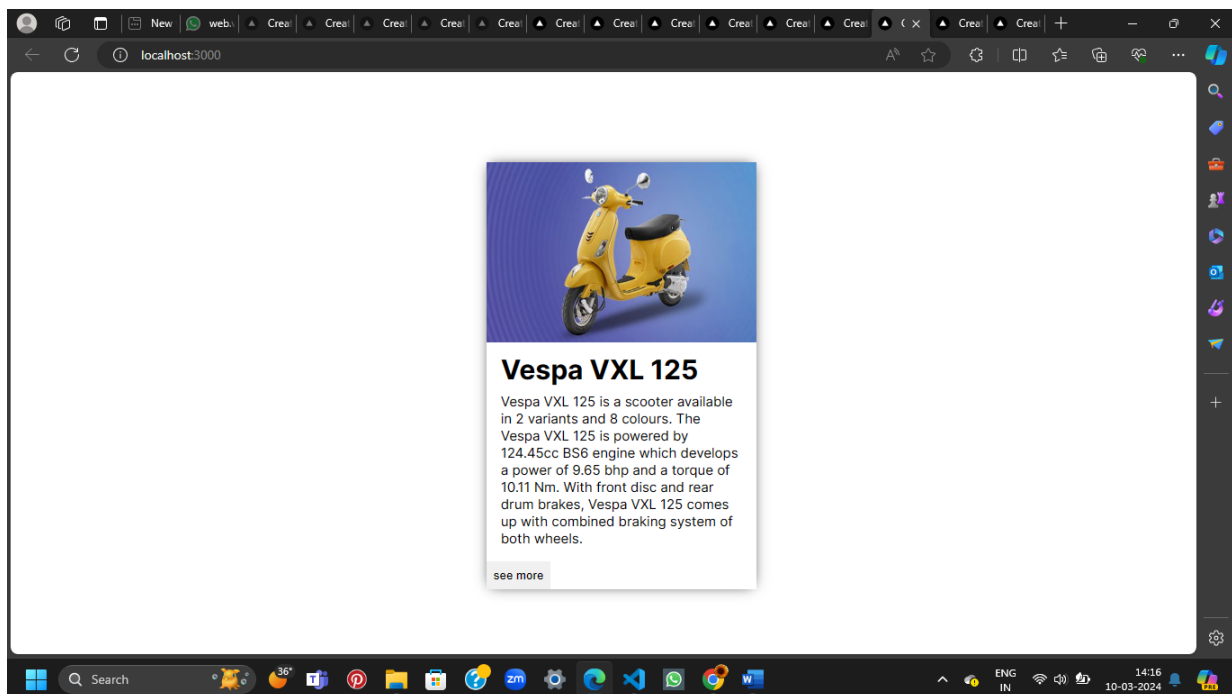 New
web.
Creat
Creat
Creat
Creat
Creat
Creat
Creat
Creat
Creat
Creat
Creat
Creat
Creat
localhost:3000
Vespa VXL 125
Vespa VXL 125 is a scooter available
in 2 variants and 8 colours. The
Vespa VXL 125 is powered by
124.45cc BS6 engine which develops
a power of 9.65 bhp and a torque of
10.11 Nm. With front disc and rear
drum brakes, Vespa VXL 125 comes
up with combined braking system of
both wheels.
see more
Search
36°
zm
ENG
IN
14:16
10-03-2024
PRE